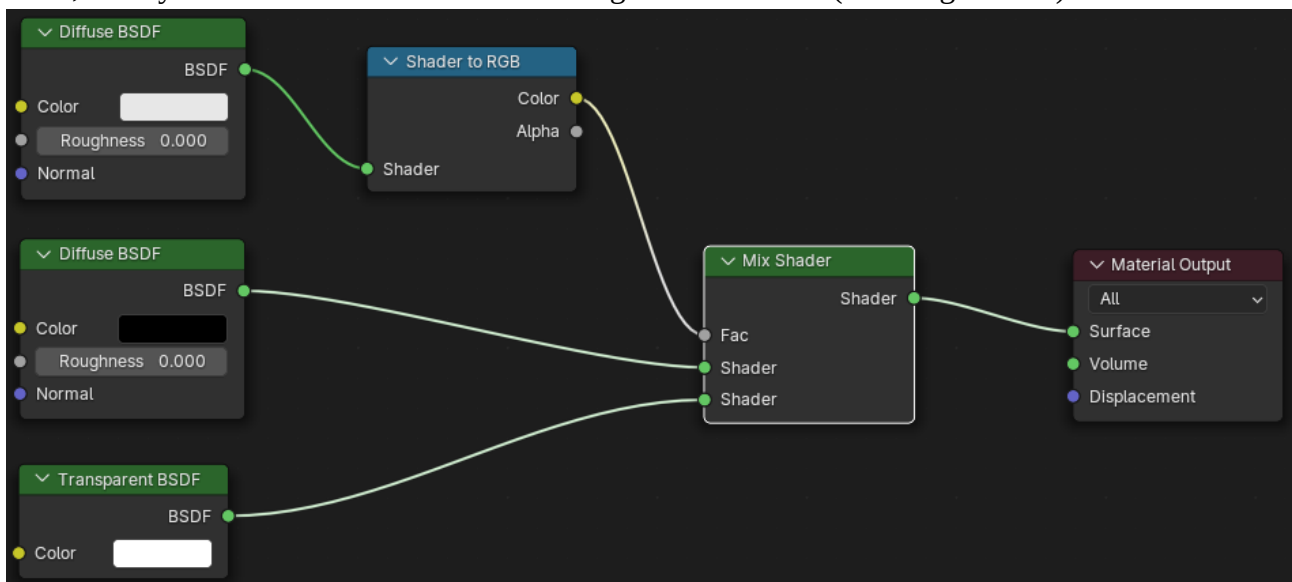 Diffuse BSDF
BSDF
Color
Roughness 0.000
Normal
Shader to RGB
Color
Alpha
Shader
Diffuse BSDF
BSDF
Color
Roughness 0.000
Normal
Mix Shader
Shader
Fac
Shader
Shader
Material Output
All
Surface
Volume
Displacement
Transparent BSDF
BSDF
Color